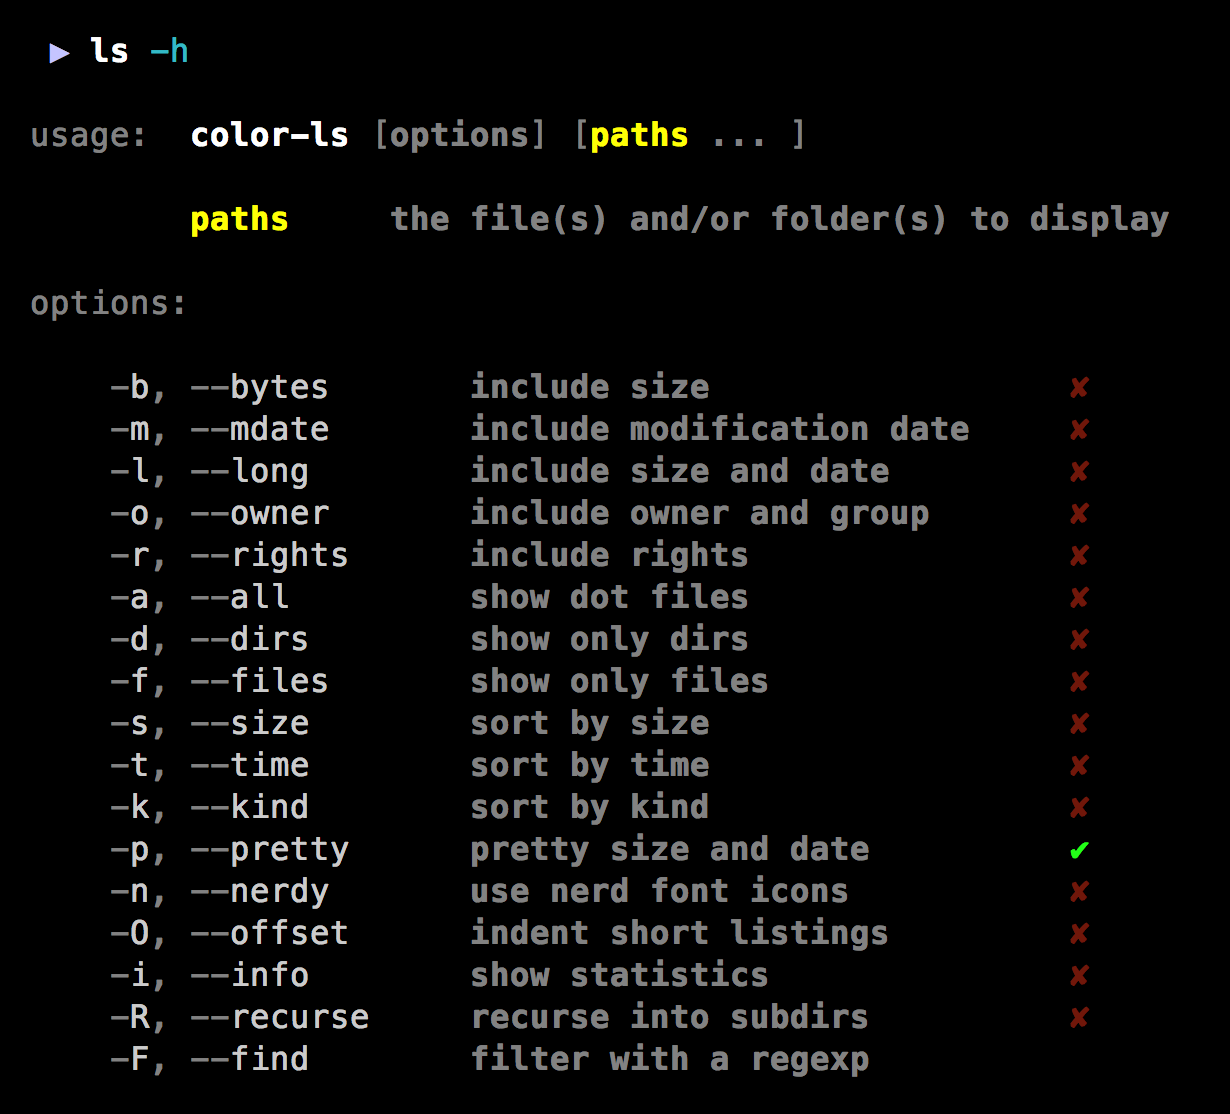 ▶ ls -h
usage: color-ls [options] [paths ... ]
paths the file(s) and/or folder(s) to display
options:
-b, --bytes include size ✘
-m, --mdate include modification date ✘
-l, --long include size and date ✘
-o, --owner include owner and group ✘
-r, --rights include rights ✘
-a, --all show dot files ✘
-d, --dirs show only dirs ✘
-f, --files show only files ✘
-s, --size sort by size ✘
-t, --time sort by time ✘
-k, --kind sort by kind ✘
-p, --pretty pretty size and date ✔
-n, --nerdy use nerd font icons ✘
-O, --offset indent short listings ✘
-i, --info show statistics ✘
-R, --recurse recurse into subdirs ✘
-F, --find filter with a regexp